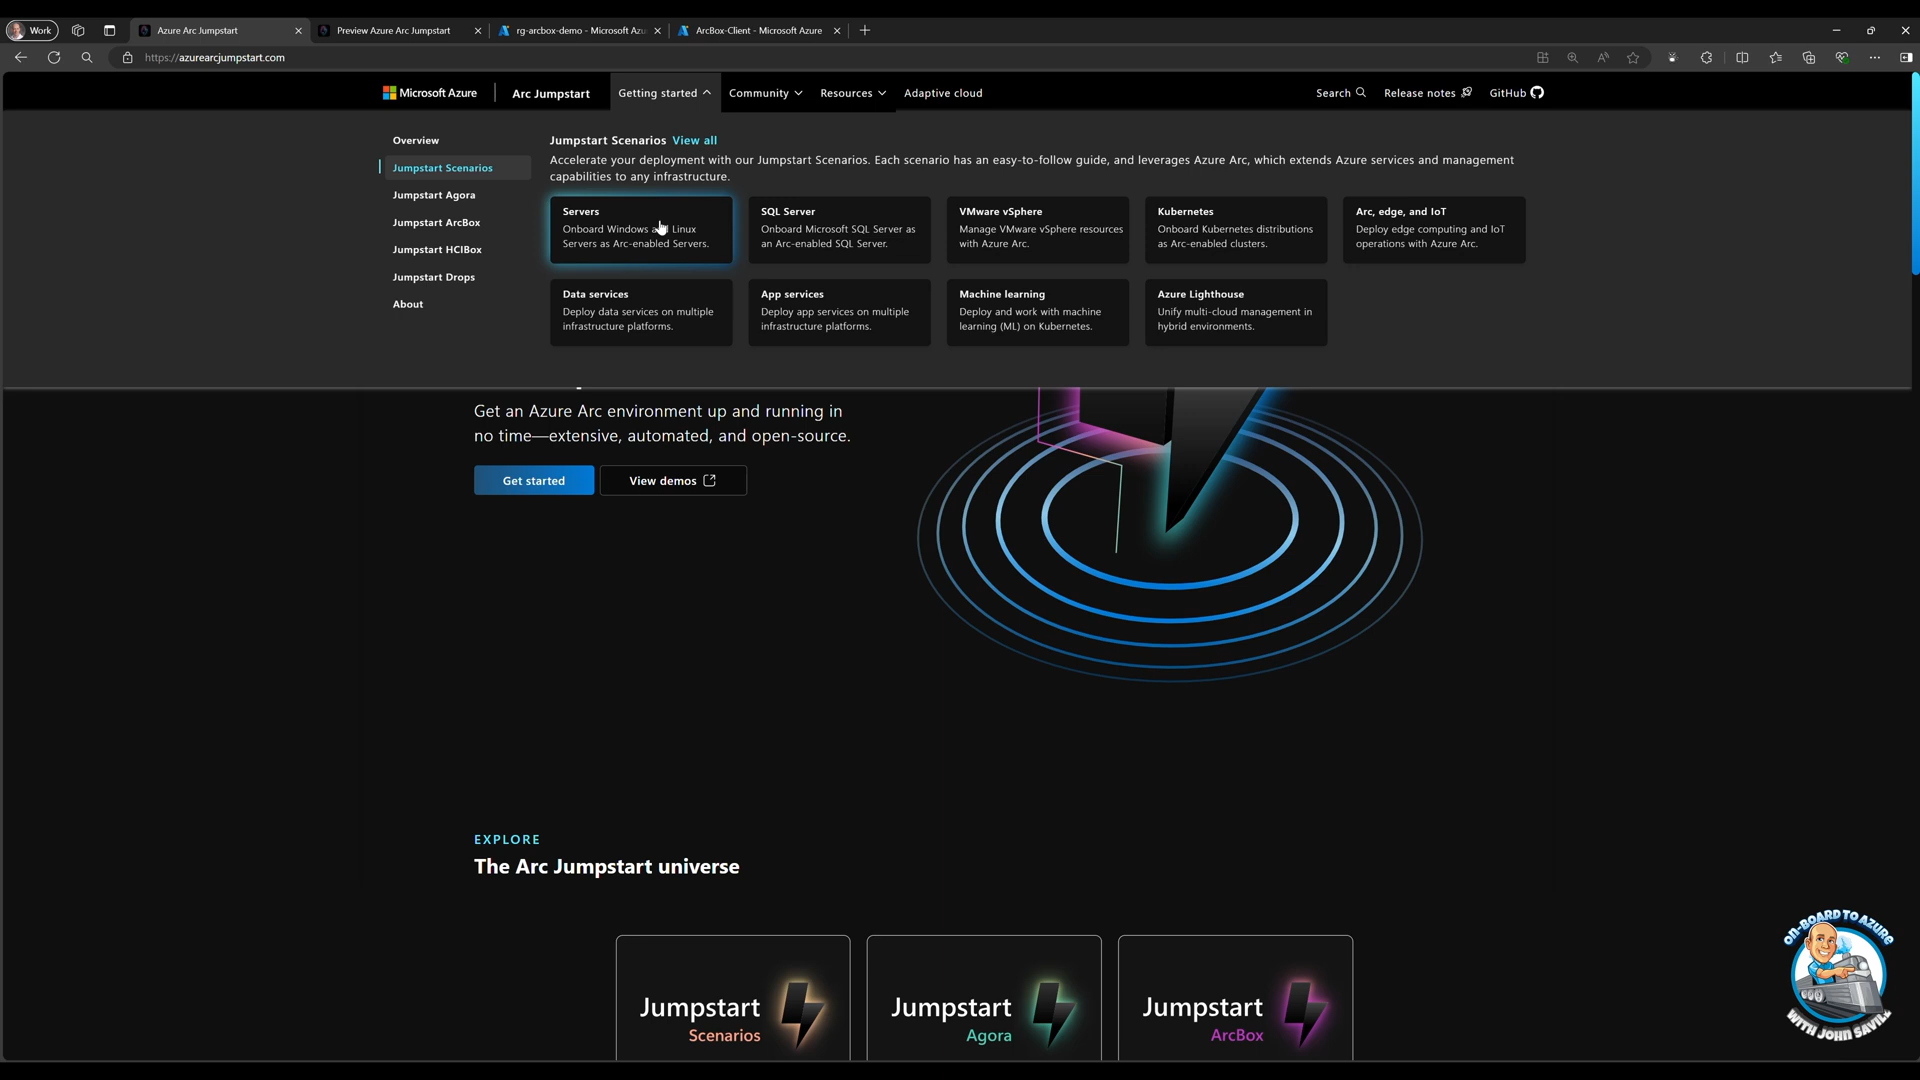 Work
Azure Arc Jumpstart
Preview Azure Arc Jumpstart
rg-arcbox-demo - Microsoft Azu
ArcBox-Client - Microsoft Azure
https://azurearcjumpstart.com
Microsoft Azure
Arc Jumpstart
Getting started
Community
Resources
Adaptive cloud
Search
Release notes
GitHub
Overview
Jumpstart Scenarios
Jumpstart Agora
Jumpstart ArcBox
Jumpstart HCIBox
Jumpstart Drops
About
Jumpstart Scenarios View all
Accelerate your deployment with our Jumpstart Scenarios. Each scenario has an easy-to-follow guide, and leverages Azure Arc, which extends Azure services and management
capabilities to any infrastructure.
Servers
Onboard Windows and Linux
Servers as Arc-enabled Servers.
SQL Server
Onboard Microsoft SQL Server as
an Arc-enabled SQL Server.
VMware vSphere
Manage VMware vSphere resources
with Azure Arc.
Kubernetes
Onboard Kubernetes distributions
as Arc-enabled clusters.
Arc, edge, and IoT
Deploy edge computing and IoT
operations with Azure Arc.
Data services
Deploy data services on multiple
infrastructure platforms.
App services
Deploy app services on multiple
infrastructure platforms.
Machine learning
Deploy and work with machine
learning (ML) on Kubernetes.
Azure Lighthouse
Unify multi-cloud management in
hybrid environments.
Get an Azure Arc environment up and running in
no time—extensive, automated, and open-source.
Get started
View demos
EXPLORE
The Arc Jumpstart universe
Jumpstart
Scenarios
Jumpstart
Agora
Jumpstart
ArcBox
ON-BOARD TO AZURE
WITH JOHN SAVILL